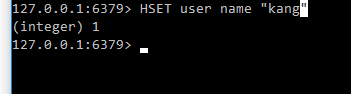 127.0.0.1:6379> HSET user name "kang"
(integer) 1
127.0.0.1:6379>